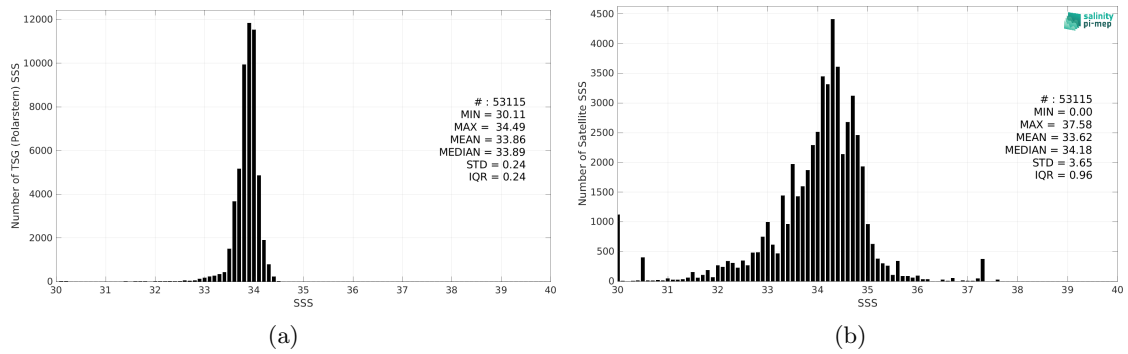 12000
10000
8000
6000
4000
2000
0
Number of TSG (Polarstern) SSS
# : 53115
MIN = 30.11
MAX = 34.49
MEAN = 33.86
MEDIAN = 33.89
STD = 0.24
IQR = 0.24
30 31 32 33 34 35 36 37 38 39 40
SSS
(a)
4500
4000
3500
3000
2500
2000
1500
1000
500
0
Number of Satellite SSS
salinity
pi-mep
# : 53115
MIN = 0.00
MAX = 37.58
MEAN = 33.62
MEDIAN = 34.18
STD = 3.65
IQR = 0.96
30 31 32 33 34 35 36 37 38 39 40
SSS
(b)